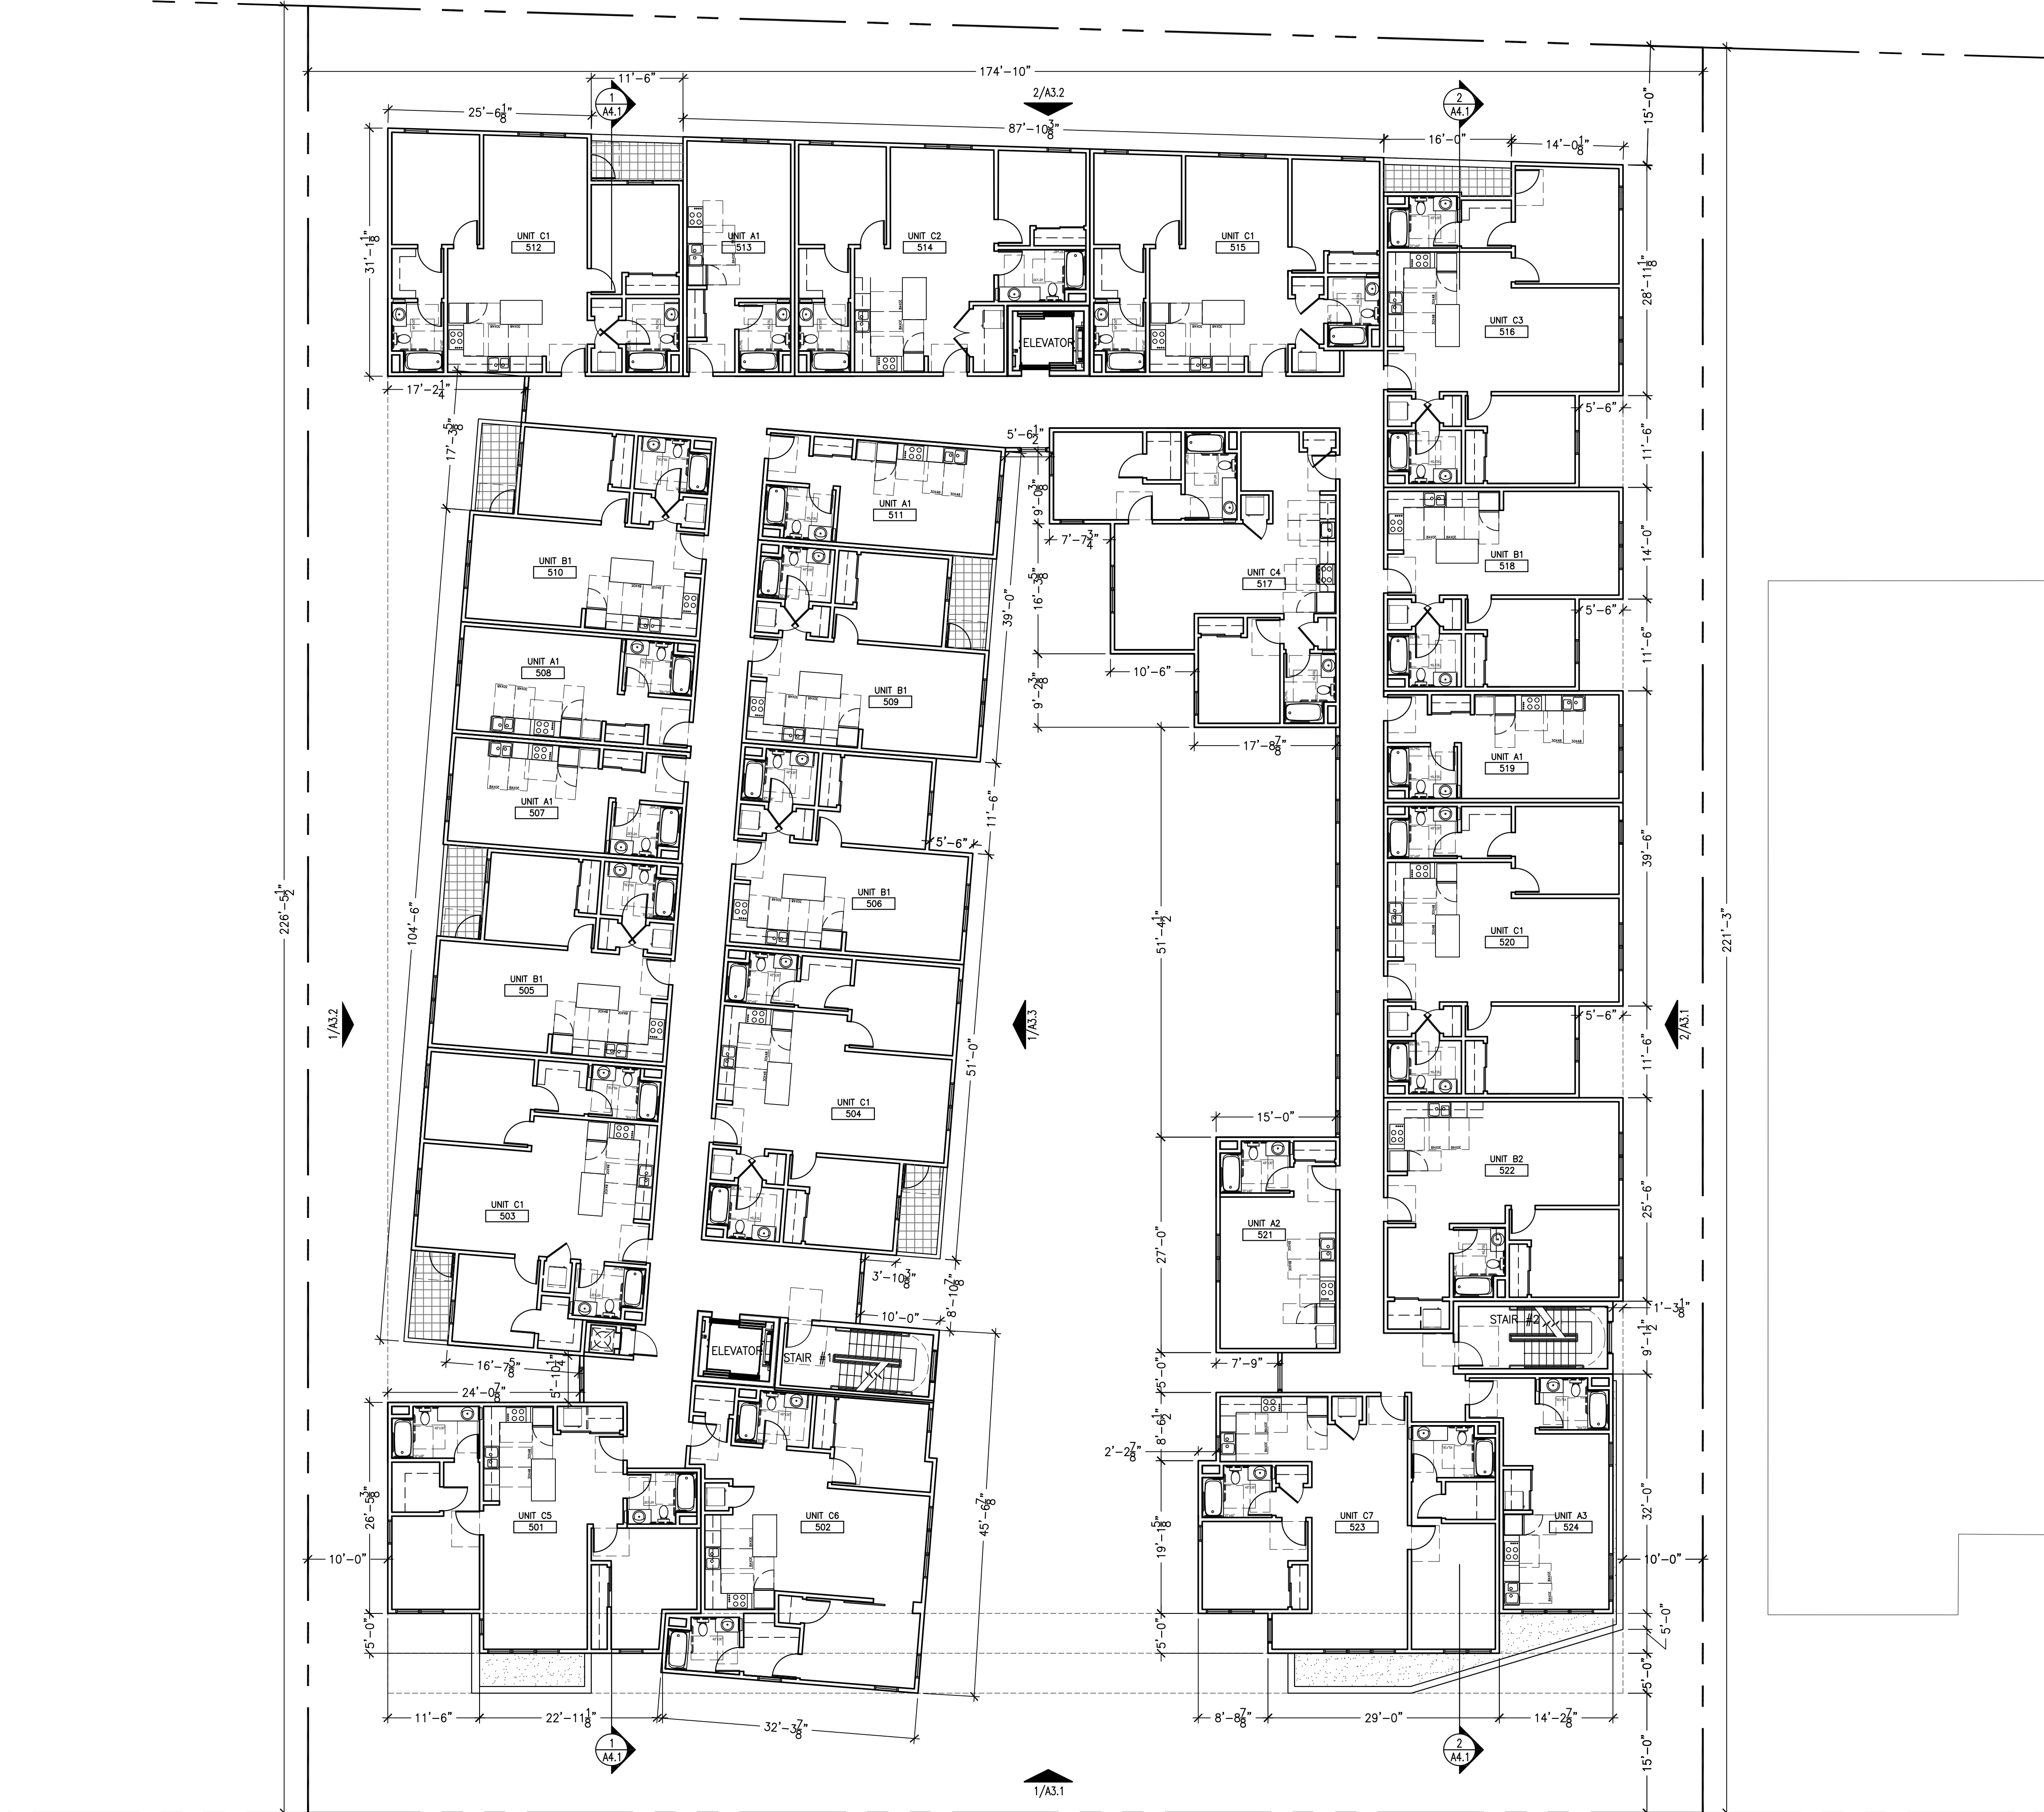 174'-10"
11'-6"
1
A4.1
2/A3.2
2
A4.1
15'-0"
25'-6 1/8"
87'-10 3/8"
16'-0"
14'-0 1/8"
31'-1 1/8"
UNIT C1
512
UNIT A1
513
UNIT C2
514
UNIT C1
515
28'-11 1/8"
UNIT C3
516
ELEVATOR
17'-2 1/4"
17'-3 5/8"
5'-6 1/2"
5'-6"
11'-6"
9'-0 3/8"
UNIT A1
511
7'-7 3/4"
14'-0"
UNIT B1
510
UNIT C4
517
UNIT B1
518
16'-3 5/8"
39'-0"
5'-6"
11'-6"
UNIT A1
508
10'-6"
9'-2 3/8"
UNIT B1
509
17'-8 7/8"
221'-3"
UNIT A1
519
UNIT A1
507
11'-6"
5'-6"
39'-6"
226'-5 1/2"
104'-6"
UNIT B1
506
51'-4 1/2"
UNIT C1
520
UNIT B1
505
1/A3.2
1/A3.3
5'-6"
2/A3.1
11'-6"
51'-0"
UNIT C1
504
15'-0"
UNIT B2
522
25'-6"
UNIT C1
503
UNIT A2
521
27'-0"
3'-10 3/8"
8'-10 7/8"
10'-0"
1'-3 1/8"
STAIR #2
9'-1 1/2"
ELEVATOR
STAIR #1
16'-7 5/8"
5'-10 1/4"
7'-9"
5'-0"
24'-0 7/8"
8'-6 1/2"
2'-2 7/8"
26'-5 3/8"
UNIT C5
501
UNIT C6
502
45'-6 7/8"
19'-1 5/8"
UNIT C7
523
UNIT A3
524
32'-0"
10'-0"
10'-0"
5'-0"
5'-0"
5'-0"
5'-0"
11'-6"
22'-11 1/8"
32'-3 7/8"
8'-8 7/8"
29'-0"
14'-2 7/8"
1
A4.1
2
A4.1
15'-0"
1/A3.1